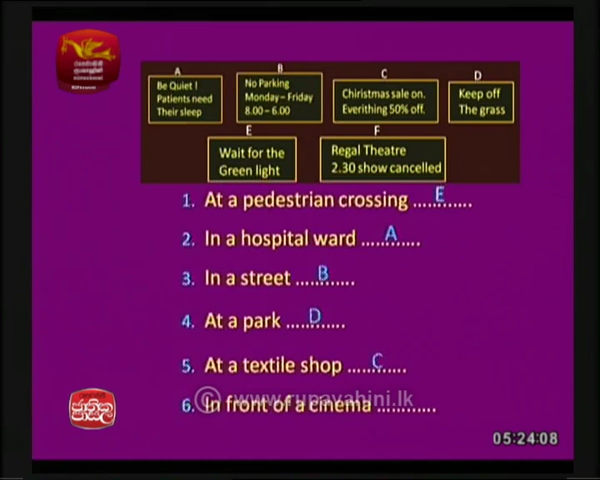 A
Be Quiet !
Patients need
Their sleep
B
No Parking
Monday – Friday
8.00 – 6.00
C
Chiristmas sale on.
Everithing 50% off.
D
Keep off
The grass
E
Wait for the
Green light
F
Regal Theatre
2.30 show cancelled
1. At a pedestrian crossing ....E.......
2. In a hospital ward ....A.......
3. In a street ....B.......
4. At a park ....D.......
5. At a textile shop ....C.......
6. In front of a cinema ............
© www.rupavahini.lk
ජාතික
පාසල
05:24:08